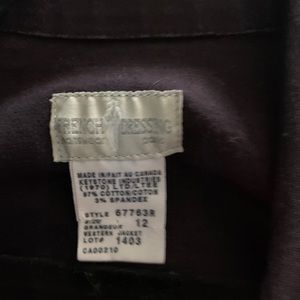 FRENCH DRESSING
MADE IN/FAIT AU CANADA
KEYSTONE INDUSTRIES
(1970) LTD/LTEE
97% COTTON/COTON
3% SPANDEX
STYLE 67763R
SIZE/
GRANDEUR 12
WESTERN JACKET
LOT# 1403
CA00210